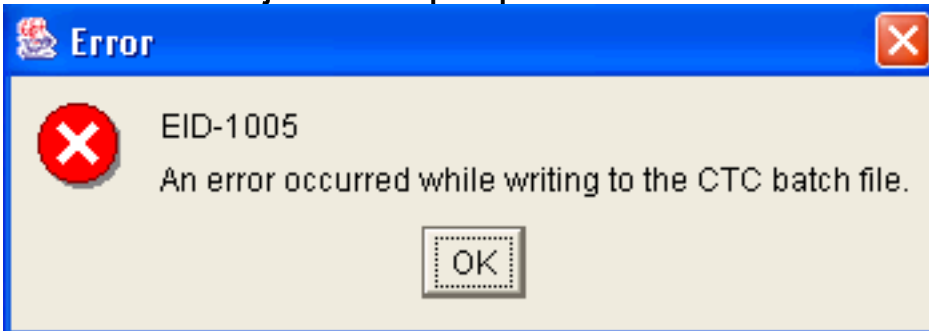 Error
EID-1005
An error occurred while writing to the CTC batch file.
OK